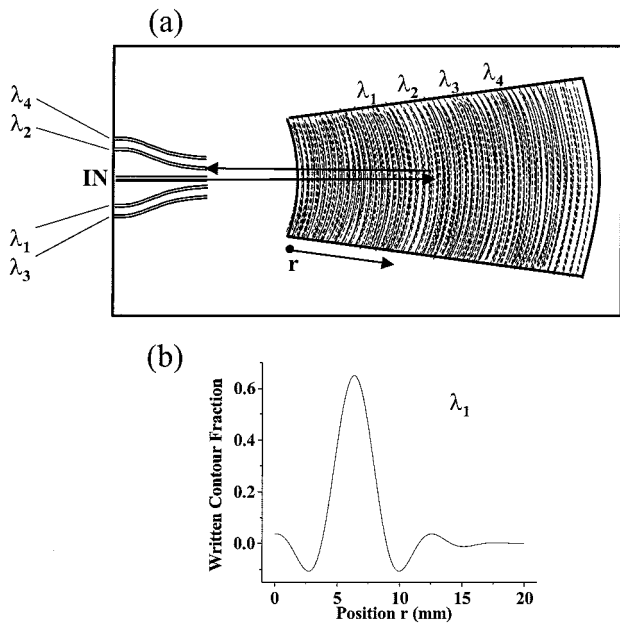 (a)
λ1 λ2 λ3 λ4
λ4
λ2
IN
λ1
λ3
r
(b)
Written Contour Fraction
0.6
0.4
0.2
0.0
λ1
0 5 10 15 20
Position r (mm)